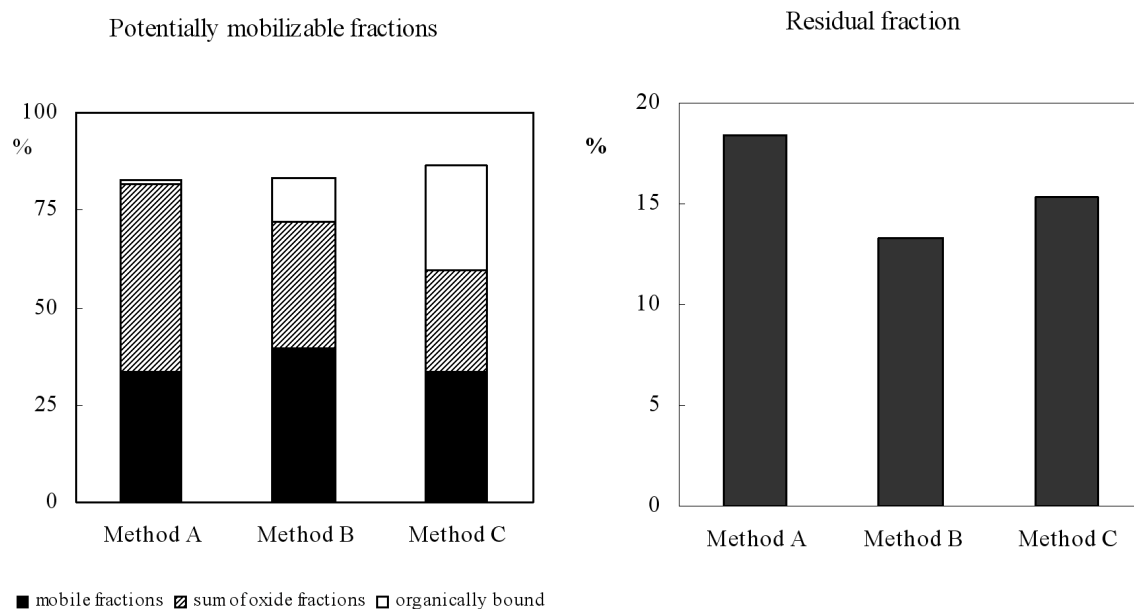 Potentially mobilizable fractions
100
%
75
50
25
0
Method A Method B Method C
mobile fractions sum of oxide fractions organically bound
Residual fraction
20
%
15
10
5
0
Method A Method B Method C